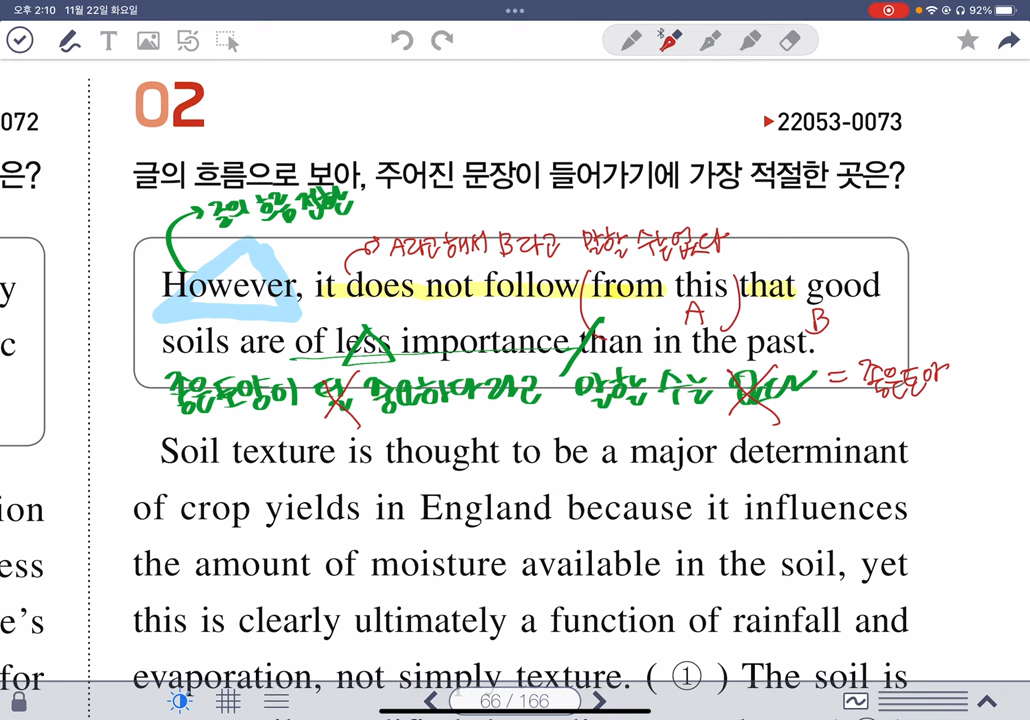 오후 2:10 11월 22일 화요일
92%
072
02
▶22053-0073
은?
글의 흐름으로 보아, 주어진 문장이 들어가기에 가장 적절한 곳은?
글의 흐름 전환
A라고 해서 B라고 말할 수는 없다
However, it does not follow from this that good
A
B
y
soils are of less importance than in the past.
c
좋은 토양이 덜 중요하다라고 말할 수는 없다 = 좋은토야
Soil texture is thought to be a major determinant
ion
of crop yields in England because it influences
ess
the amount of moisture available in the soil, yet
e's
this is clearly ultimately a function of rainfall and
for
evaporation, not simply texture. ( ① ) The soil is
66 / 166